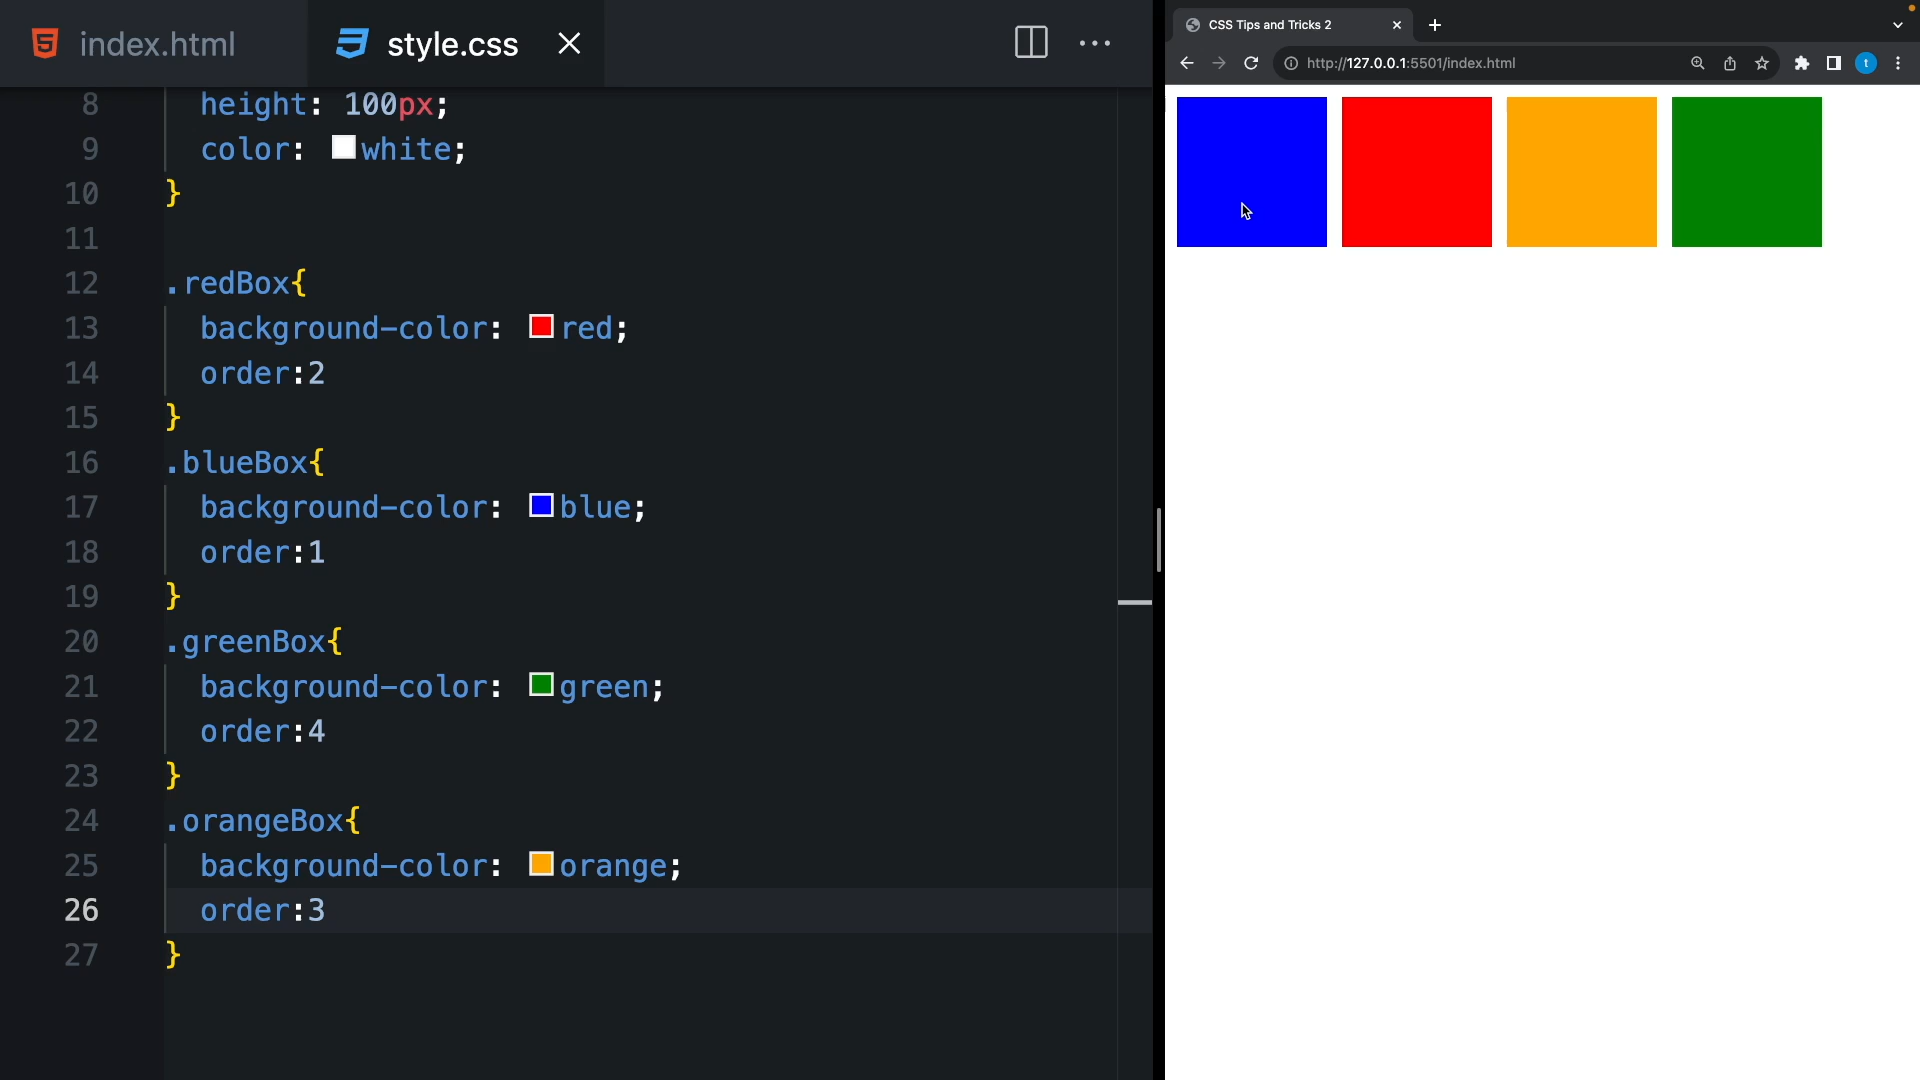 index.html
style.css
8 height: 100px;
9 color: white;
10 }
11
12 .redBox{
13 background-color: red;
14 order:2
15 }
16 .blueBox{
17 background-color: blue;
18 order:1
19 }
20 .greenBox{
21 background-color: green;
22 order:4
23 }
24 .orangeBox{
25 background-color: orange;
26 order:3
27 }
CSS Tips and Tricks 2
http://127.0.0.1:5501/index.html
t